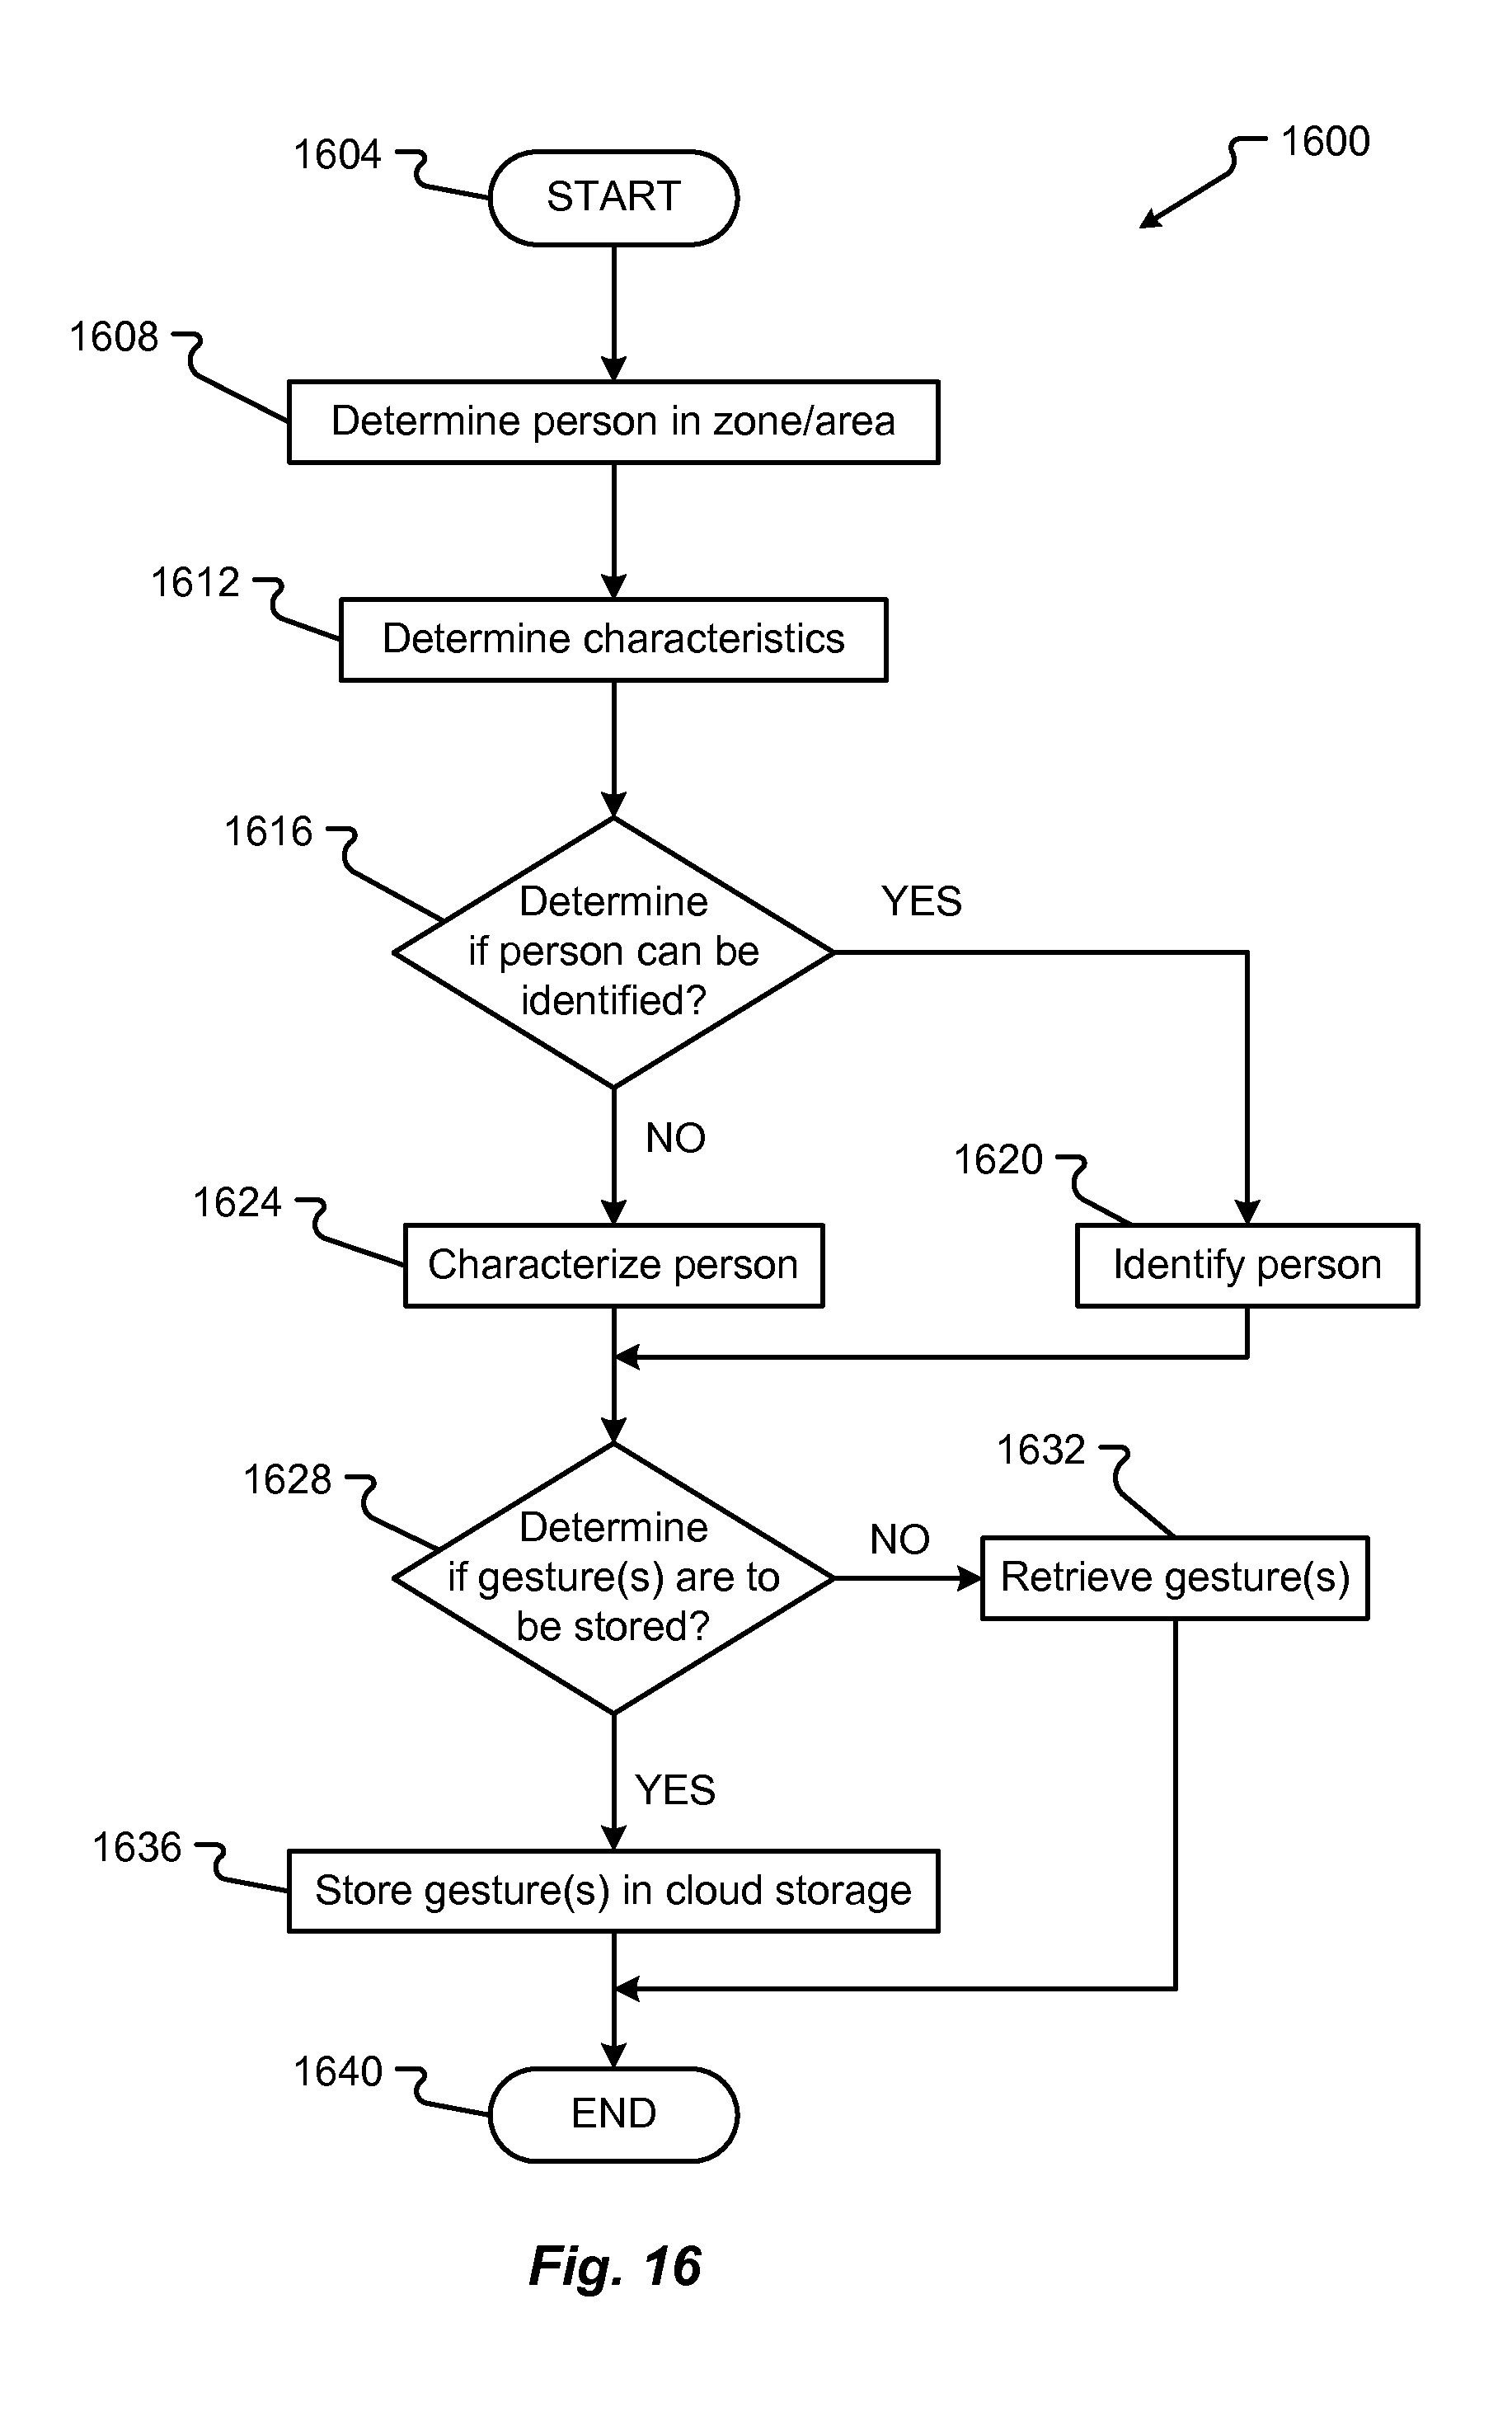 1600
1604
START
1608
Determine person in zone/area
1612
Determine characteristics
1616
Determine
if person can be
identified?
YES
NO
1620
1624
Characterize person
Identify person
1628
1632
Determine
if gesture(s) are to
be stored?
NO
Retrieve gesture(s)
YES
1636
Store gesture(s) in cloud storage
1640
END
Fig. 16